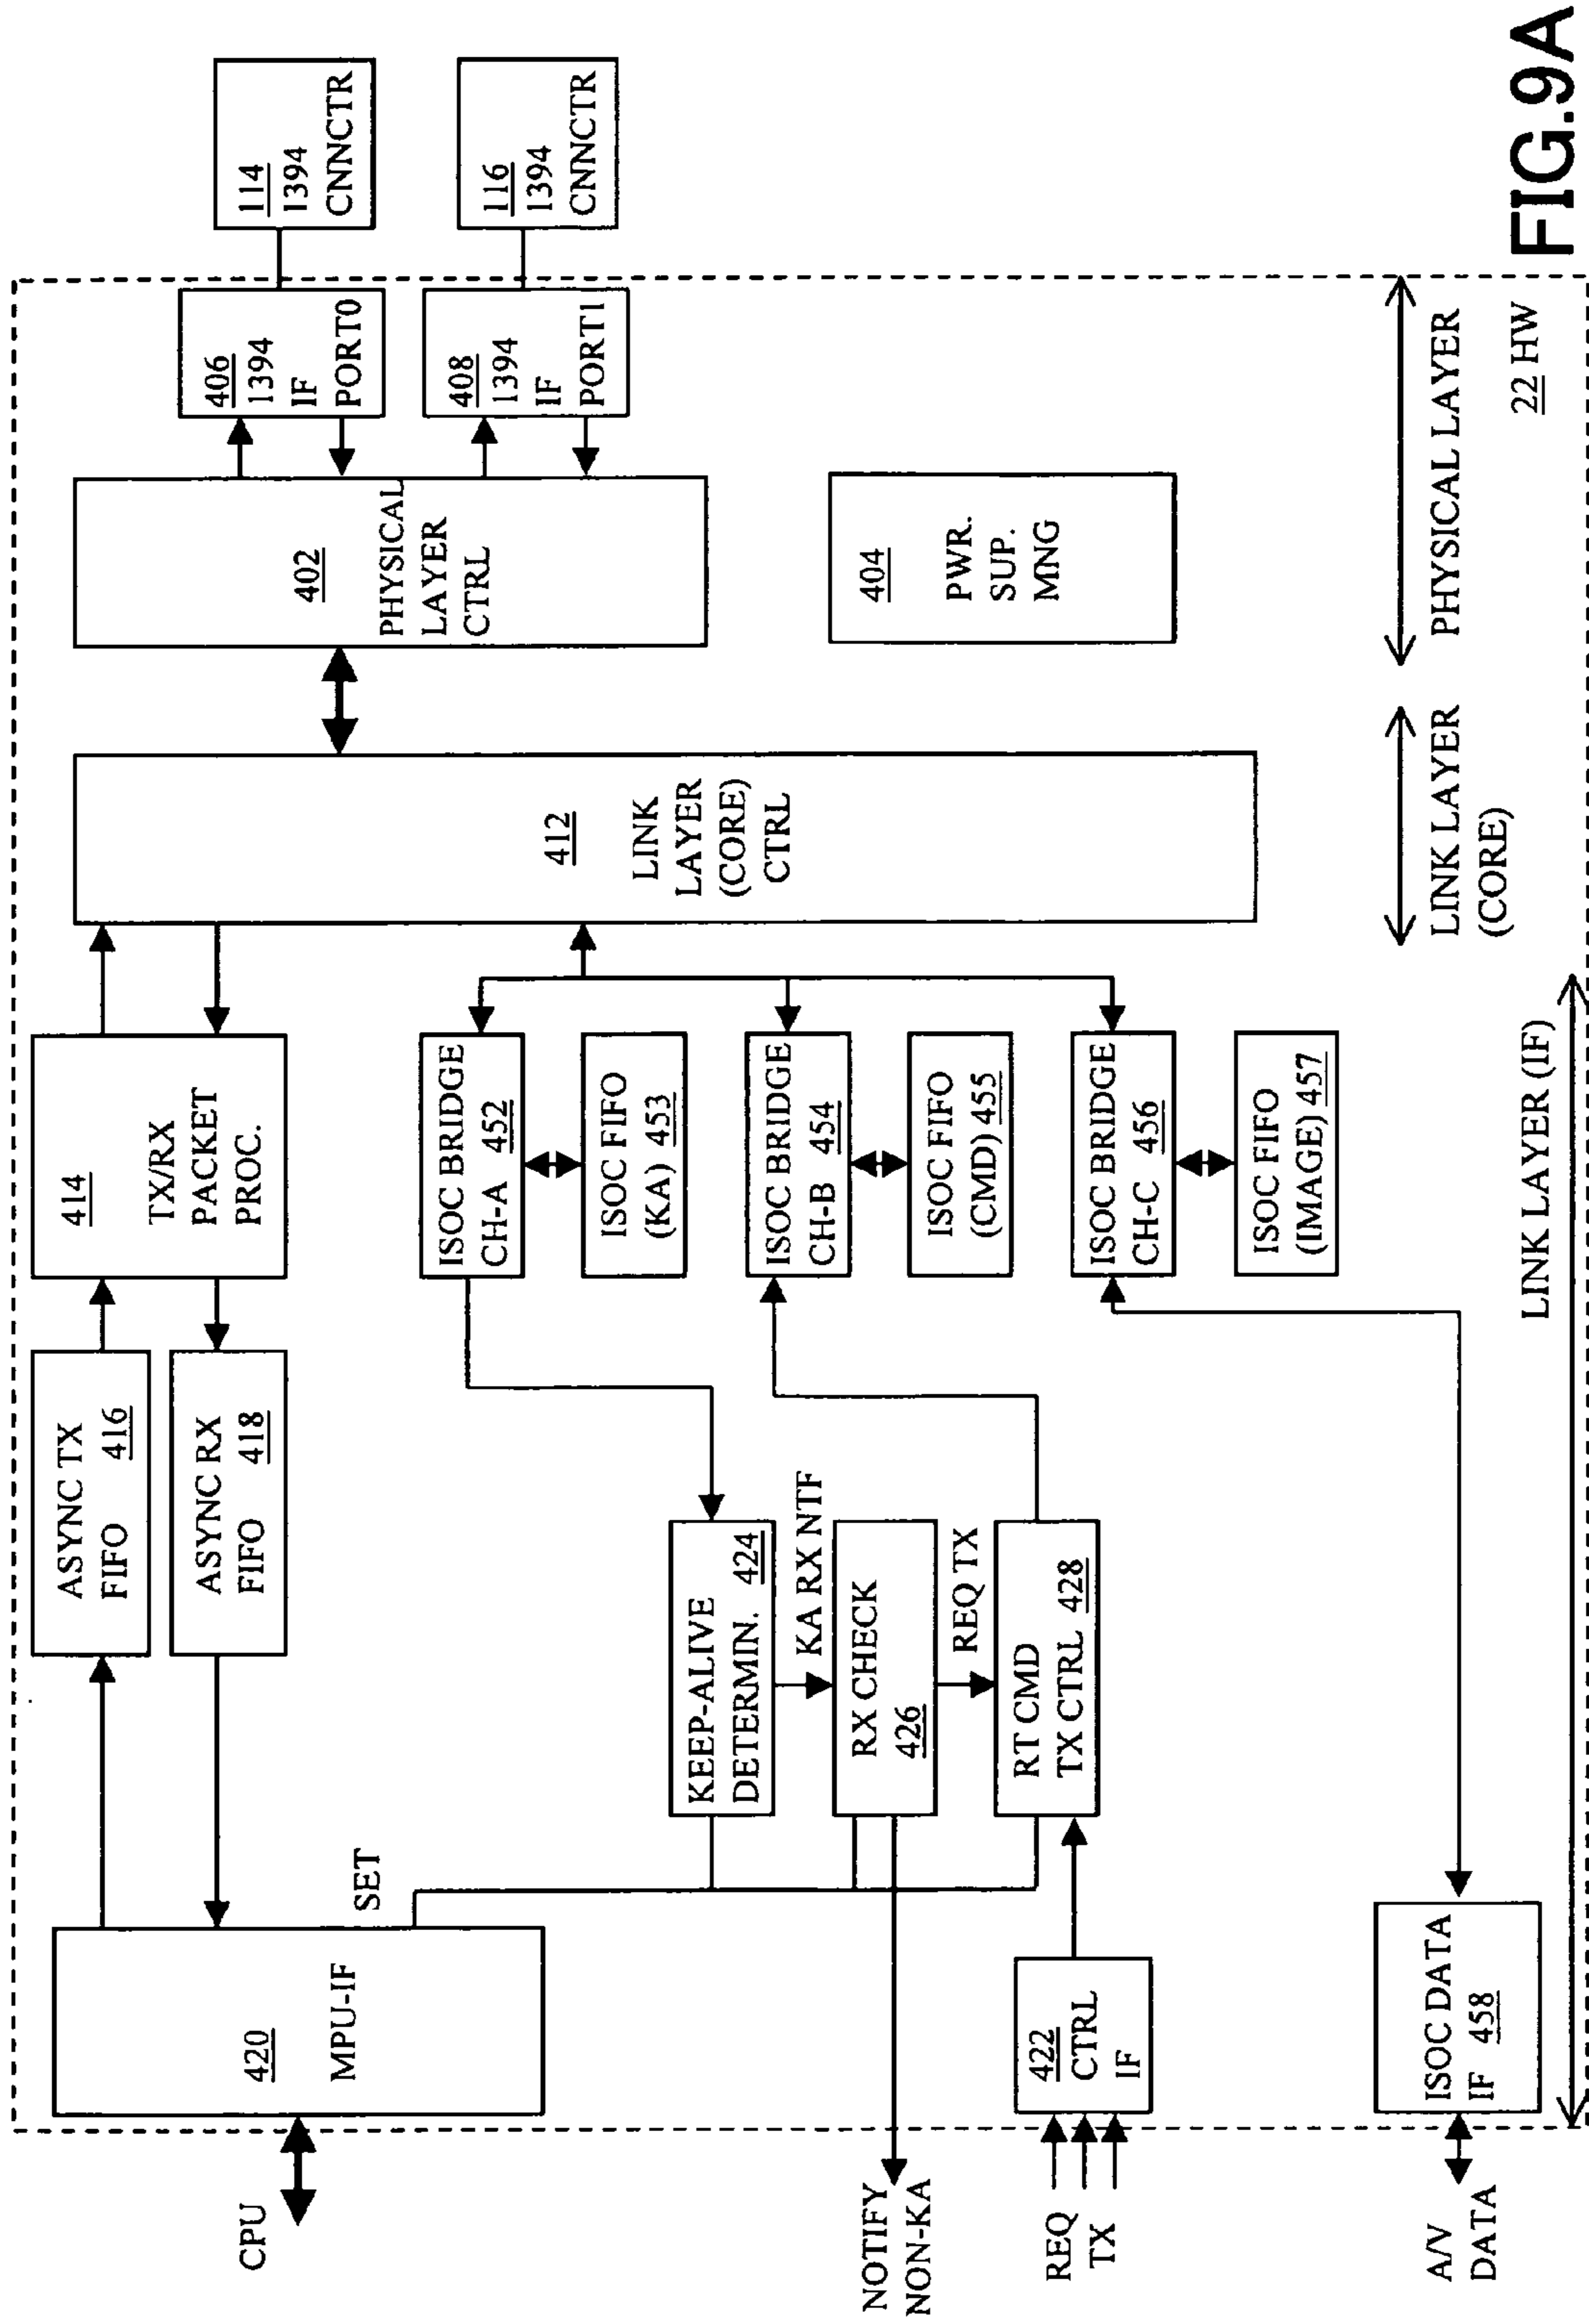 CPU
420
MPU-IF
SET
ASYNC TX
FIFO 416
ASYNC RX
FIFO 418
414
TX/RX
PACKET
PROC.
412
LINK
LAYER
(CORE)
CTRL
402
PHYSICAL
LAYER
CTRL
406
1394
IF
PORT0
408
1394
IF
PORT1
114
1394
CNNCTR
116
1394
CNNCTR
404
PWR.
SUP.
MNG
ISOC BRIDGE
CH-A 452
ISOC FIFO
(KA) 453
ISOC BRIDGE
CH-B 454
ISOC FIFO
(CMD) 455
ISOC BRIDGE
CH-C 456
ISOC FIFO
(IMAGE) 457
KEEP-ALIVE
DETERMIN. 424
KA RX NTF
RX CHECK
426
REQ TX
RT CMD
TX CTRL 428
NOTIFY
NON-KA
422
CTRL
IF
REQ
TX
ISOC DATA
IF 458
A/V
DATA
LINK LAYER (IF)
LINK LAYER
(CORE)
PHYSICAL LAYER
22 HW
FIG.9A